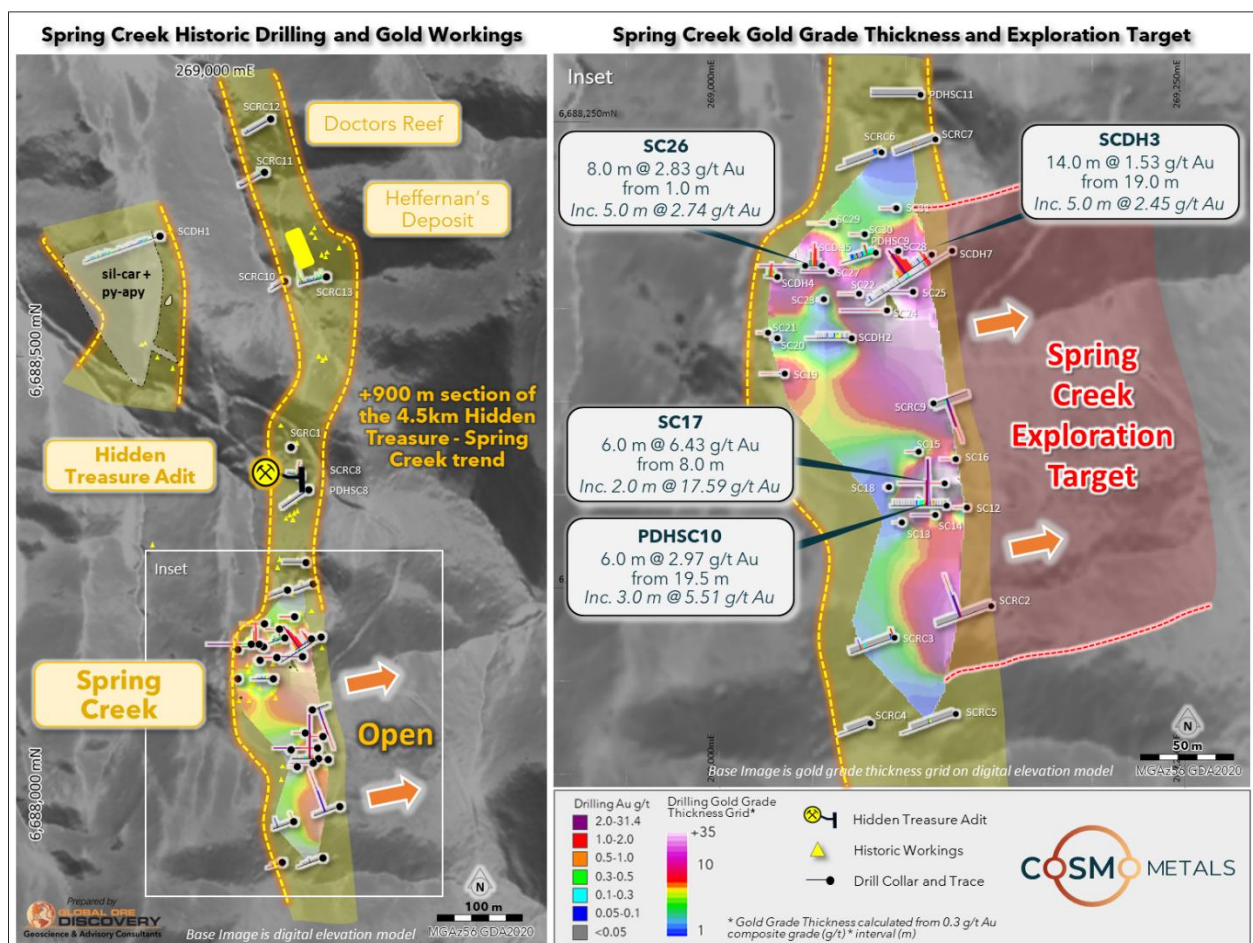 Spring Creek Historic Drilling and Gold Workings
269,000 mE
SCRC12
Doctors Reef
SCRC11
Heffernan's
Deposit
SCDH1
sil-car +
py-apy
SCRC10
SCRC13
6,688,500 mN
+900 m section of
the 4.5km Hidden
Treasure - Spring
Creek trend
SCRC1
Hidden
Treasure Adit
SCRC8
PDHSC8
Inset
Spring
Creek
Open
6,688,000 mN
Prepared by
GLOBAL ORE
DISCOVERY
Geoscience & Advisory Consultants
Base Image is digital elevation model
N
100 m
MGAz56 GDA2020
Spring Creek Gold Grade Thickness and Exploration Target
Inset
269,000 mE
269,250 mE
6,688,250 mN
PDHSC11
SCRC6
SCRC7
SC26
8.0 m @ 2.83 g/t Au
from 1.0 m
Inc. 5.0 m @ 2.74 g/t Au
SCDH3
14.0 m @ 1.53 g/t Au
from 19.0 m
Inc. 5.0 m @ 2.45 g/t Au
SC29
SC30
SCDH5
PDHSC9
SC28
SCDH7
SC27
SCDH4
SC22
SC25
SC23
SC24
SC21
SC20
SCDH2
SC19
SCRC9
Spring
Creek
Exploration
Target
SC17
6.0 m @ 6.43 g/t Au
from 8.0 m
Inc. 2.0 m @ 17.59 g/t Au
SC15
SC16
SC18
SC12
SC14
SC13
PDHSC10
6.0 m @ 2.97 g/t Au
from 19.5 m
Inc. 3.0 m @ 5.51 g/t Au
SCRC2
SCRC3
SCRC4
SCRC5
N
50 m
Base Image is gold grade thickness grid on digital elevation model
MGAz56 GDA2020
Drilling Au g/t
2.0-31.4
1.0-2.0
0.5-1.0
0.3-0.5
0.1-0.3
0.05-0.1
<0.05
Drilling Gold Grade
Thickness Grid*
+35
10
1
Hidden Treasure Adit
Historic Workings
Drill Collar and Trace
* Gold Grade Thickness calculated from 0.3 g/t Au
composite grade (g/t) * interval (m)
COSMO METALS